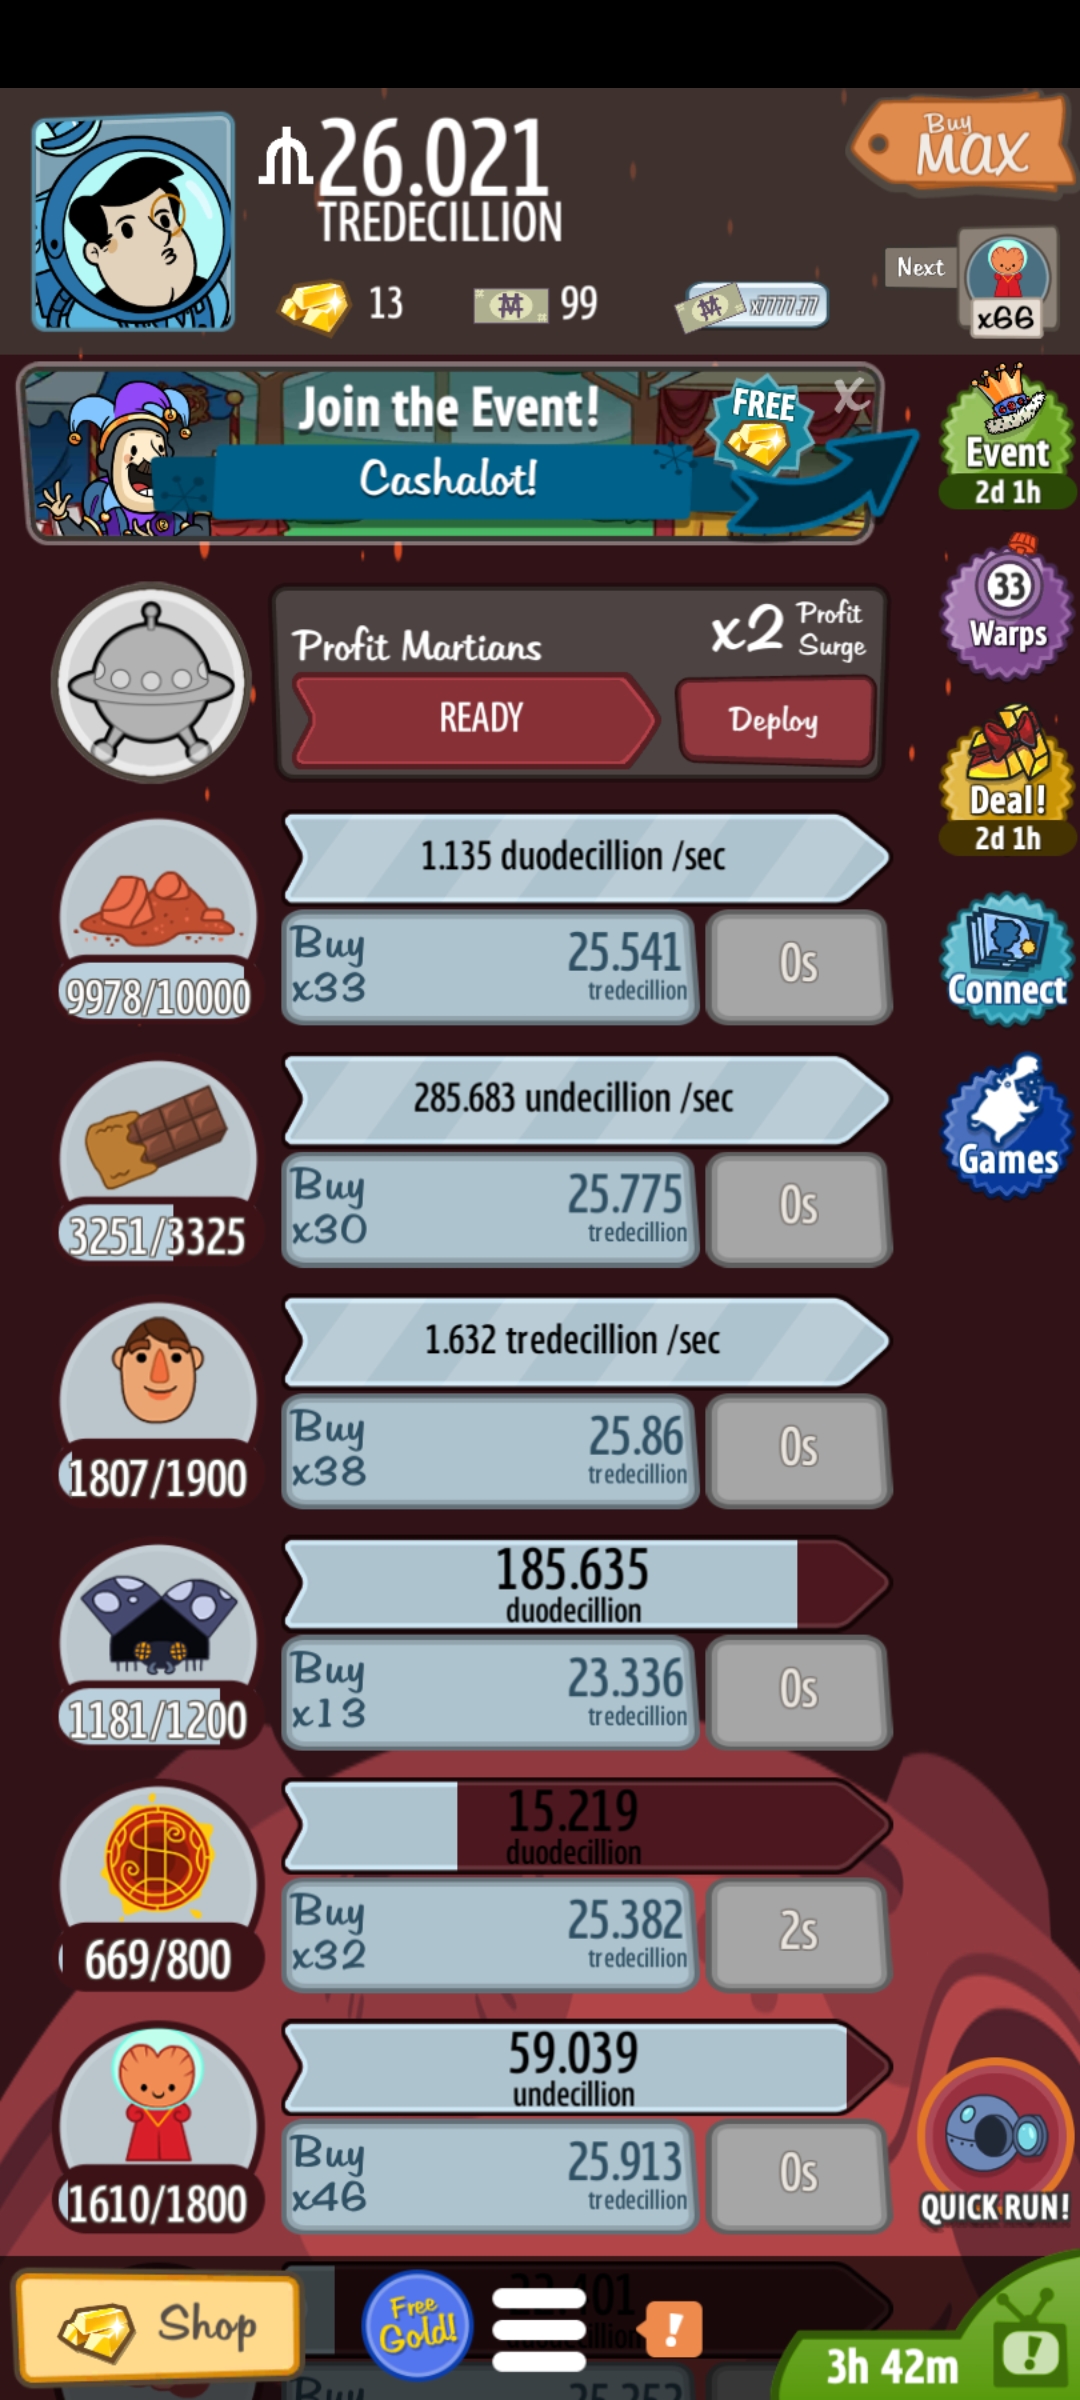 26.021
TREDECILLION
Buy
MAX
13
99
x7777.77
Next
x66
Join the Event!
Cashalot!
FREE
X
Event
2d 1h
33
Warps
Profit Martians
x2 Profit
Surge
READY
Deploy
Deal!
2d 1h
1.135 duodecillion /sec
9978/10000
Buy
x33
25.541
tredecillion
0s
Connect
285.683 undecillion /sec
3251/3325
Buy
x30
25.775
tredecillion
0s
Games
1.632 tredecillion /sec
1807/1900
Buy
x38
25.86
tredecillion
0s
185.635
duodecillion
1181/1200
Buy
x13
23.336
tredecillion
0s
15.219
duodecillion
669/800
Buy
x32
25.382
tredecillion
2s
59.039
undecillion
1610/1800
Buy
x46
25.913
tredecillion
0s
QUICK RUN!
Shop
Free
Gold!
!
3h 42m
!